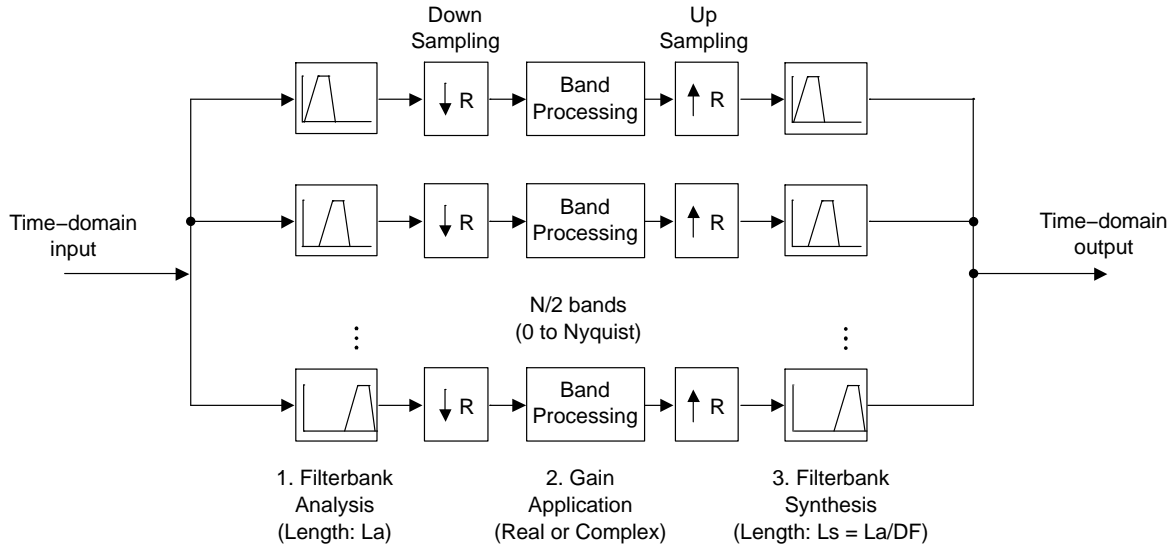 Down
Sampling
Up
Sampling
R
Band
Processing
R
Time−domain
input
R
Band
Processing
R
Time−domain
output
N/2 bands
(0 to Nyquist)
R
Band
Processing
R
1. Filterbank
Analysis
(Length: La)
2. Gain
Application
(Real or Complex)
3. Filterbank
Synthesis
(Length: Ls = La/DF)